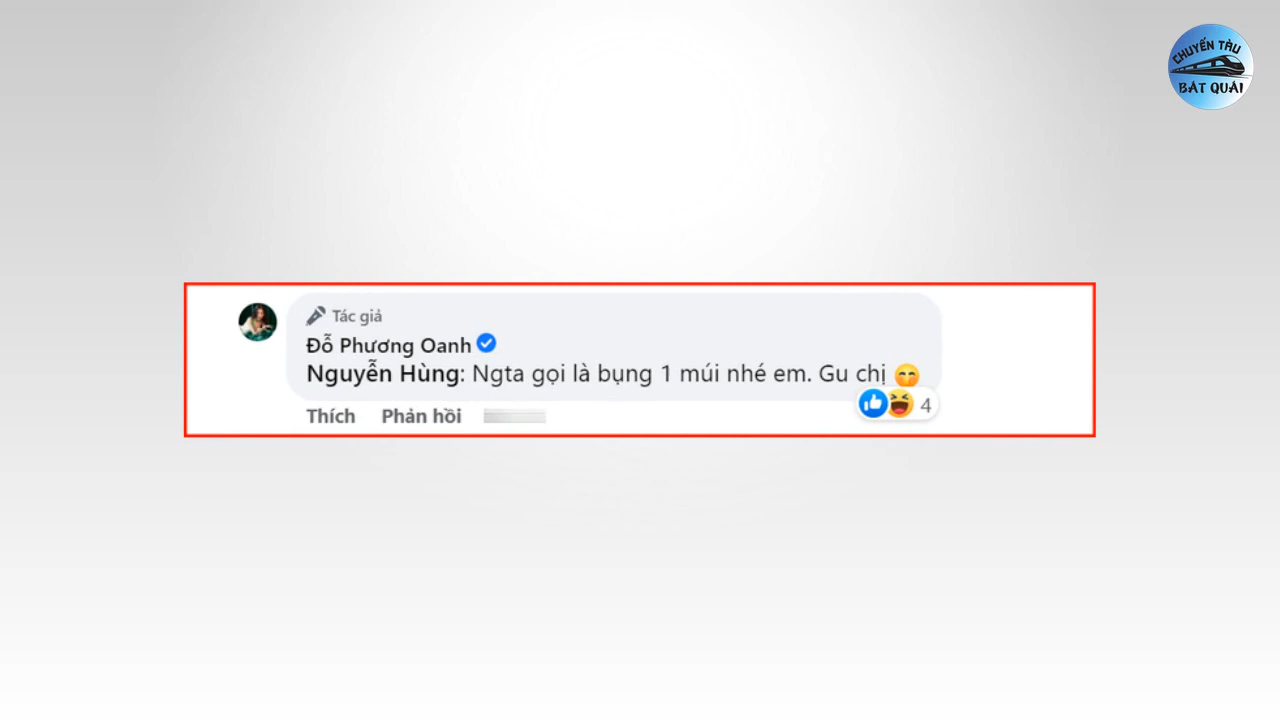 CHUYẾN TÀU
BÁT QUÁI
Tác giả
Đỗ Phương Oanh
Nguyễn Hùng: Ngta gọi là bụng 1 múi nhé em. Gu chị 🤭
Thích Phản hồi
4